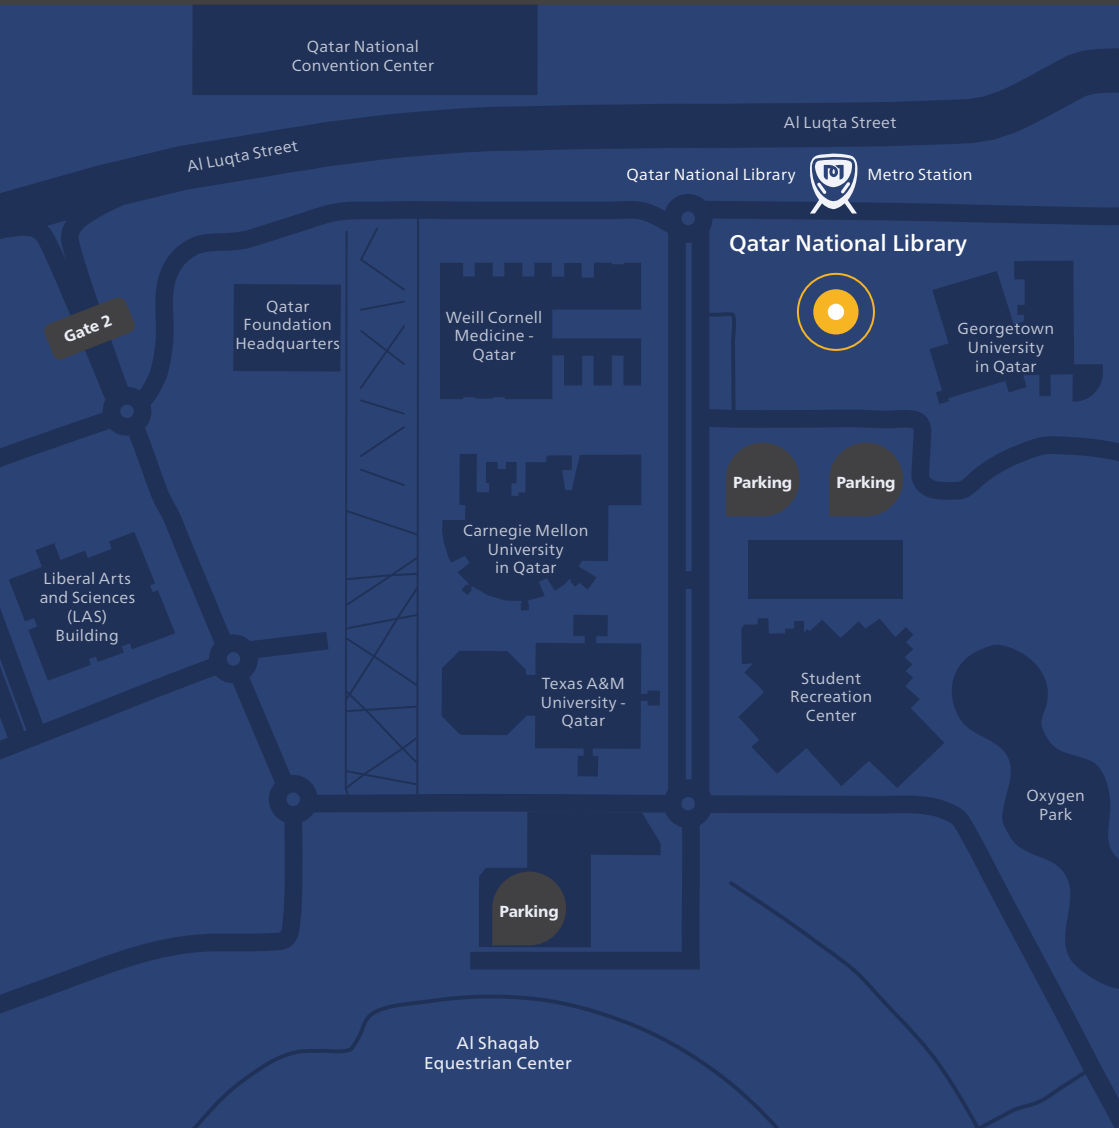 Qatar National
Convention Center
Al Luqta Street
Al Luqta Street
Qatar National Library
Metro Station
Qatar National Library
Gate 2
Qatar
Foundation
Headquarters
Weill Cornell
Medicine -
Qatar
Georgetown
University
in Qatar
Parking
Parking
Carnegie Mellon
University
in Qatar
Liberal Arts
and Sciences
(LAS)
Building
Texas A&M
University -
Qatar
Student
Recreation
Center
Oxygen
Park
Parking
Al Shaqab
Equestrian Center